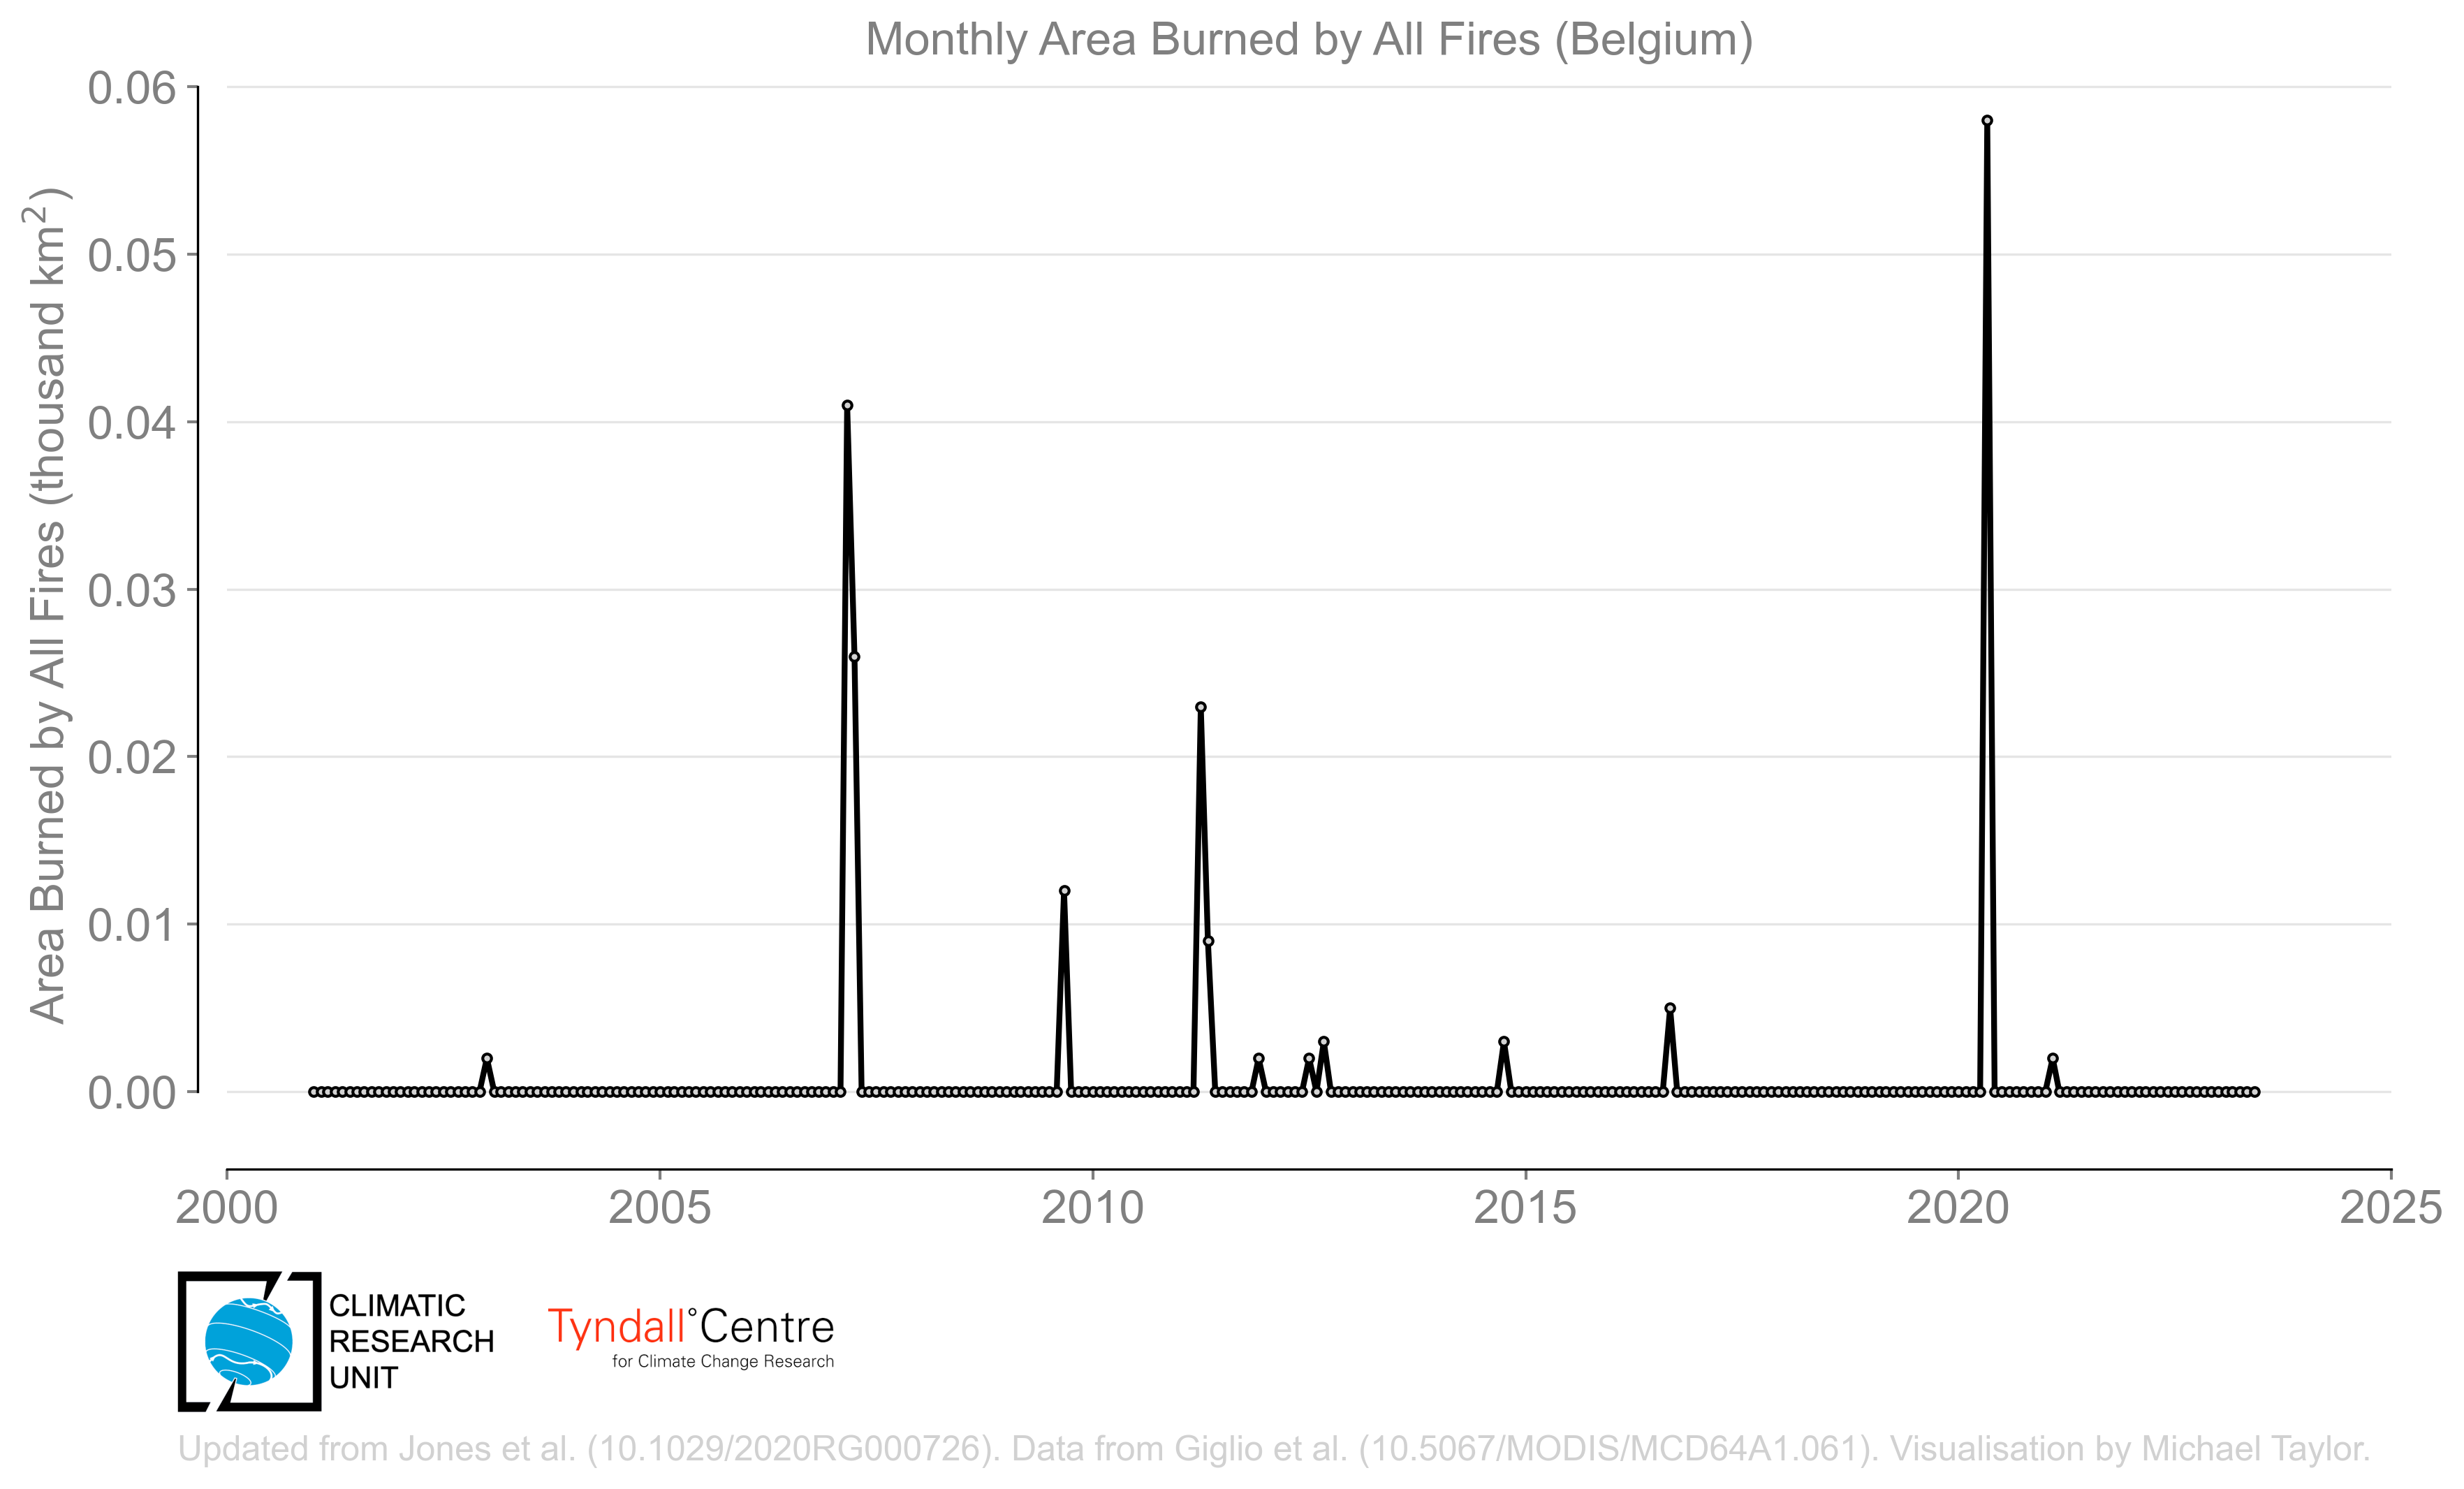 Monthly Area Burned by All Fires (Belgium)
Area Burned by All Fires (thousand km²)
0.06
0.05
0.04
0.03
0.02
0.01
0.00
2000 2005 2010 2015 2020 2025
CLIMATIC
RESEARCH
UNIT
Tyndall°Centre
for Climate Change Research
Updated from Jones et al. (10.1029/2020RG000726). Data from Giglio et al. (10.5067/MODIS/MCD64A1.061). Visualisation by Michael Taylor.